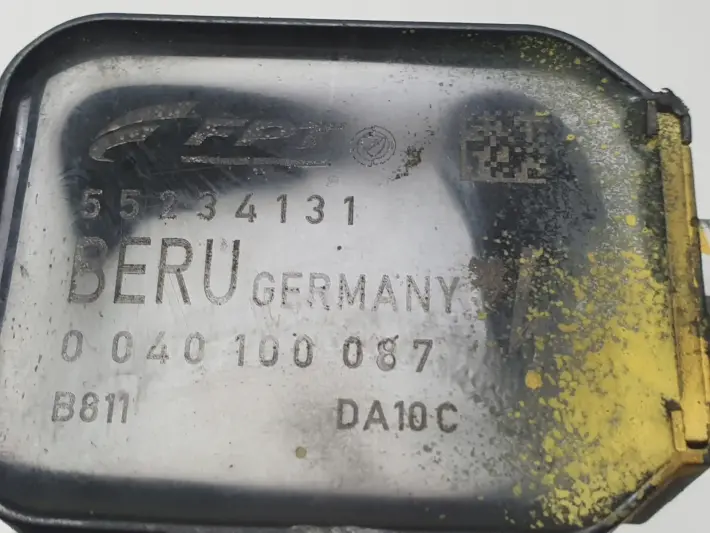 FPT
55234131
BERU GERMANY
0 040 100 087
B811 DA10C